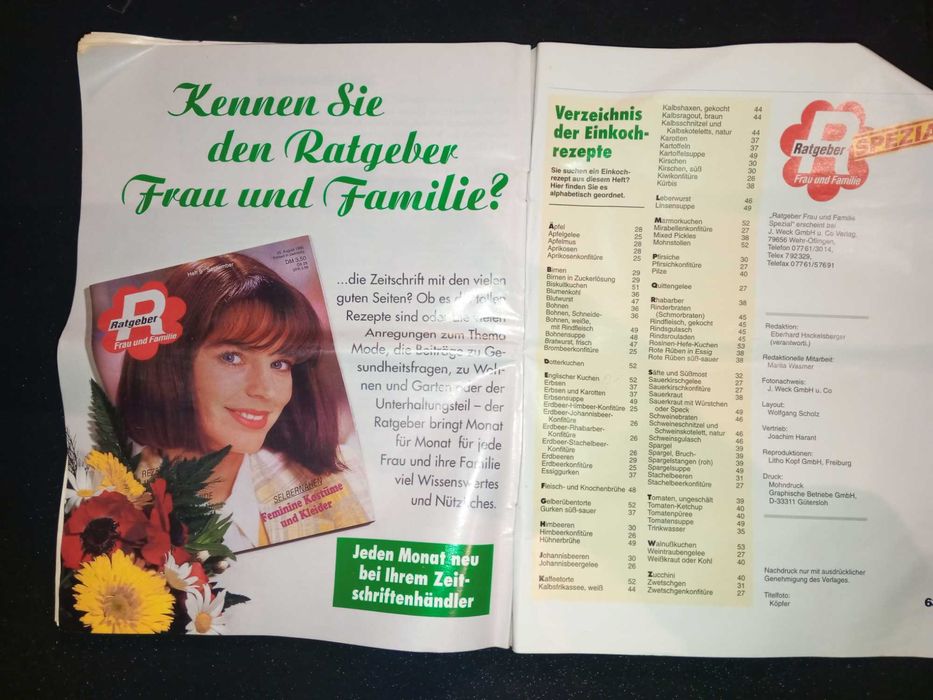 Kennen Sie
den Ratgeber
Frau und Familie?
DM 3,50
Ratgeber
Frau und Familie
SELBERNÄHEN
Feminine Kostüme
und Kleider
...die Zeitschrift mit den vielen
guten Seiten? Ob es die tollen
Rezepte sind oder die vielen
Anregungen zum Thema
Mode, die Beiträge zu Ge-
sundheitsfragen, zu Woh-
nen und Garten oder der
Unterhaltungsteil – der
Ratgeber bringt Monat
für Monat für jede
Frau und ihre Familie
viel Wissenswertes
und Nützliches.
Jeden Monat neu
bei Ihrem Zeit-
schriftenhändler
Verzeichnis
der Einkoch-
rezepte
Sie suchen ein Einkoch-
rezept aus diesem Heft?
Hier finden Sie es
alphabetisch geordnet.
Äpfel 28
Apfelgelee 25
Apfelmus 28
Aprikosen 28
Aprikosenkonfitüre 25
Birnen 29
Birnen in Zuckerlösung 29
Biskuitkuchen 51
Blumenkohl 36
Blutwurst 47
Bohnen 36
Bohnen, Schneide- 36
Bohnen, weiße,
mit Rindfleisch 49
Bohnensuppe 48
Bratwurst, frisch 47
Brombeerkonfitüre 25
Dotterkuchen 52
Englischer Kuchen 52
Erbsen 37
Erbsen und Karotten 37
Erbsensuppe 49
Erdbeer-Himbeer-Konfitüre 25
Erdbeer-Johannisbeer-
Konfitüre 26
Erdbeer-Rhabarber-
Konfitüre 26
Erdbeer-Stachelbeer-
Konfitüre 26
Erdbeeren 29
Erdbeerkonfitüre 25
Essiggurken 37
Fleisch- und Knochenbrühe 48
Gelberübentorte 52
Gurken süß-sauer 37
Himbeeren 30
Himbeerkonfitüre 26
Hühnerbrühe 49
Johannisbeeren 30
Johannisbeergelee 26
Kaffeetorte 52
Kalbsfrikassee, weiß 44
Kalbshaxen, gekocht 44
Kalbsragout, braun 44
Kalbsschnitzel und
Kalbskoteletts, natur 44
Karotten 37
Kartoffeln 37
Kartoffelsuppe 49
Kirschen 30
Kirschen, süß 30
Kiwikonfitüre 26
Kürbis 38
Leberwurst 46
Linsensuppe 49
Marmorkuchen 52
Mirabellenkonfitüre 27
Mixed Pickles 38
Mohnstollen 52
Pfirsiche 30
Pfirsichkonfitüre 27
Pilze 40
Quittengelee 27
Rhabarber 38
Rinderbraten
(Schmorbraten) 45
Rindfleisch, gekocht 45
Rindsgulasch 45
Rindsrouladen 45
Rosinen-Hefe-Kuchen 53
Rote Rüben in Essig 38
Rote Rüben süß-sauer 38
Säfte und Süßmost 32
Sauerkirschgelee 27
Sauerkirschkonfitüre 27
Sauerkraut 38
Sauerkraut mit Würstchen
oder Speck 49
Schweinebraten 46
Schweineschnitzel und
Schweinskotelett, natur 46
Schweinsgulasch 46
Spargel 39
Spargel, Bruch- 39
Spargelstangen (roh) 39
Spargelsuppe 49
Stachelbeeren 31
Stachelbeerkonfitüre 27
Tomaten, ungeschält 39
Tomaten-Ketchup 40
Tomatenpüree 40
Tomatensuppe 49
Trinkwasser 35
Walnußkuchen 53
Weintraubengelee 27
Weißkraut oder Kohl 40
Zucchini 40
Zwetschgen 31
Zwetschgenkonfitüre 27
Ratgeber
Frau und Familie
„Ratgeber Frau und Familie
Spezial“ erscheint bei
J. Weck GmbH u. Co Verlag,
79656 Wehr-Öflingen,
Telefon 07761/3014,
Telex 792329,
Telefax 07761/57691
Redaktion:
Eberhard Hackelsberger
(verantwortl.)
Redaktionelle Mitarbeit:
Marita Wasmer
Fotonachweis:
J. Weck GmbH u. Co
Layout:
Wolfgang Scholz
Vertrieb:
Joachim Harant
Reproduktionen:
Litho Kopf GmbH, Freiburg
Druck:
Mohndruck
Graphische Betriebe GmbH,
D-33311 Gütersloh
Nachdruck nur mit ausdrücklicher
Genehmigung des Verlages.
Titelfoto:
Köpfer